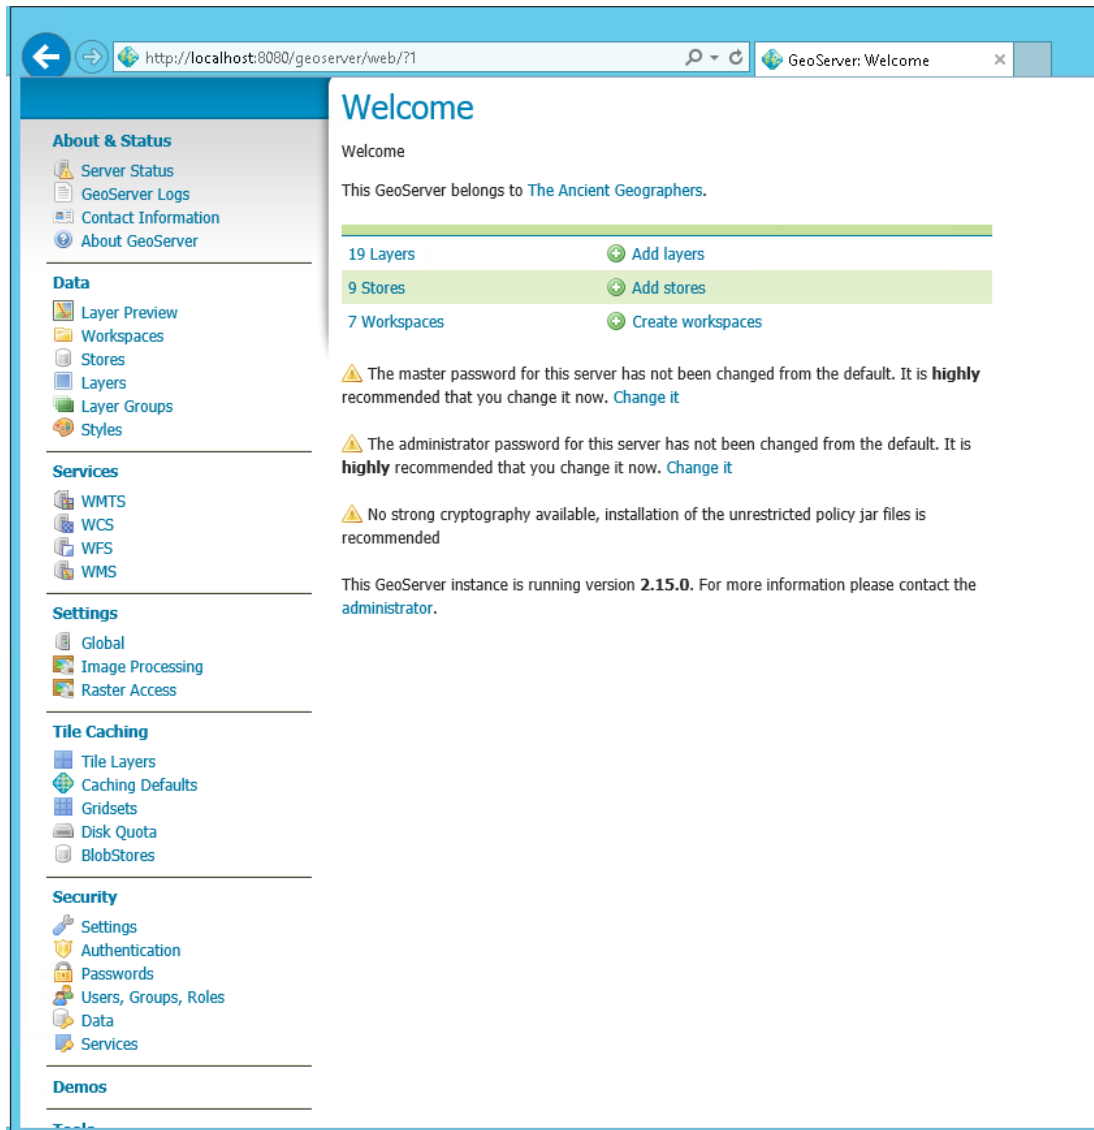 http://localhost:8080/geoserver/web/?1
GeoServer: Welcome
About & Status
Server Status
GeoServer Logs
Contact Information
About GeoServer
Data
Layer Preview
Workspaces
Stores
Layers
Layer Groups
Styles
Services
WMTS
WCS
WFS
WMS
Settings
Global
Image Processing
Raster Access
Tile Caching
Tile Layers
Caching Defaults
Gridsets
Disk Quota
BlobStores
Security
Settings
Authentication
Passwords
Users, Groups, Roles
Data
Services
Demos
Welcome
Welcome
This GeoServer belongs to The Ancient Geographers.
19 Layers Add layers
9 Stores Add stores
7 Workspaces Create workspaces
The master password for this server has not been changed from the default. It is highly
recommended that you change it now. Change it
The administrator password for this server has not been changed from the default. It is
highly recommended that you change it now. Change it
No strong cryptography available, installation of the unrestricted policy jar files is
recommended
This GeoServer instance is running version 2.15.0. For more information please contact the
administrator.